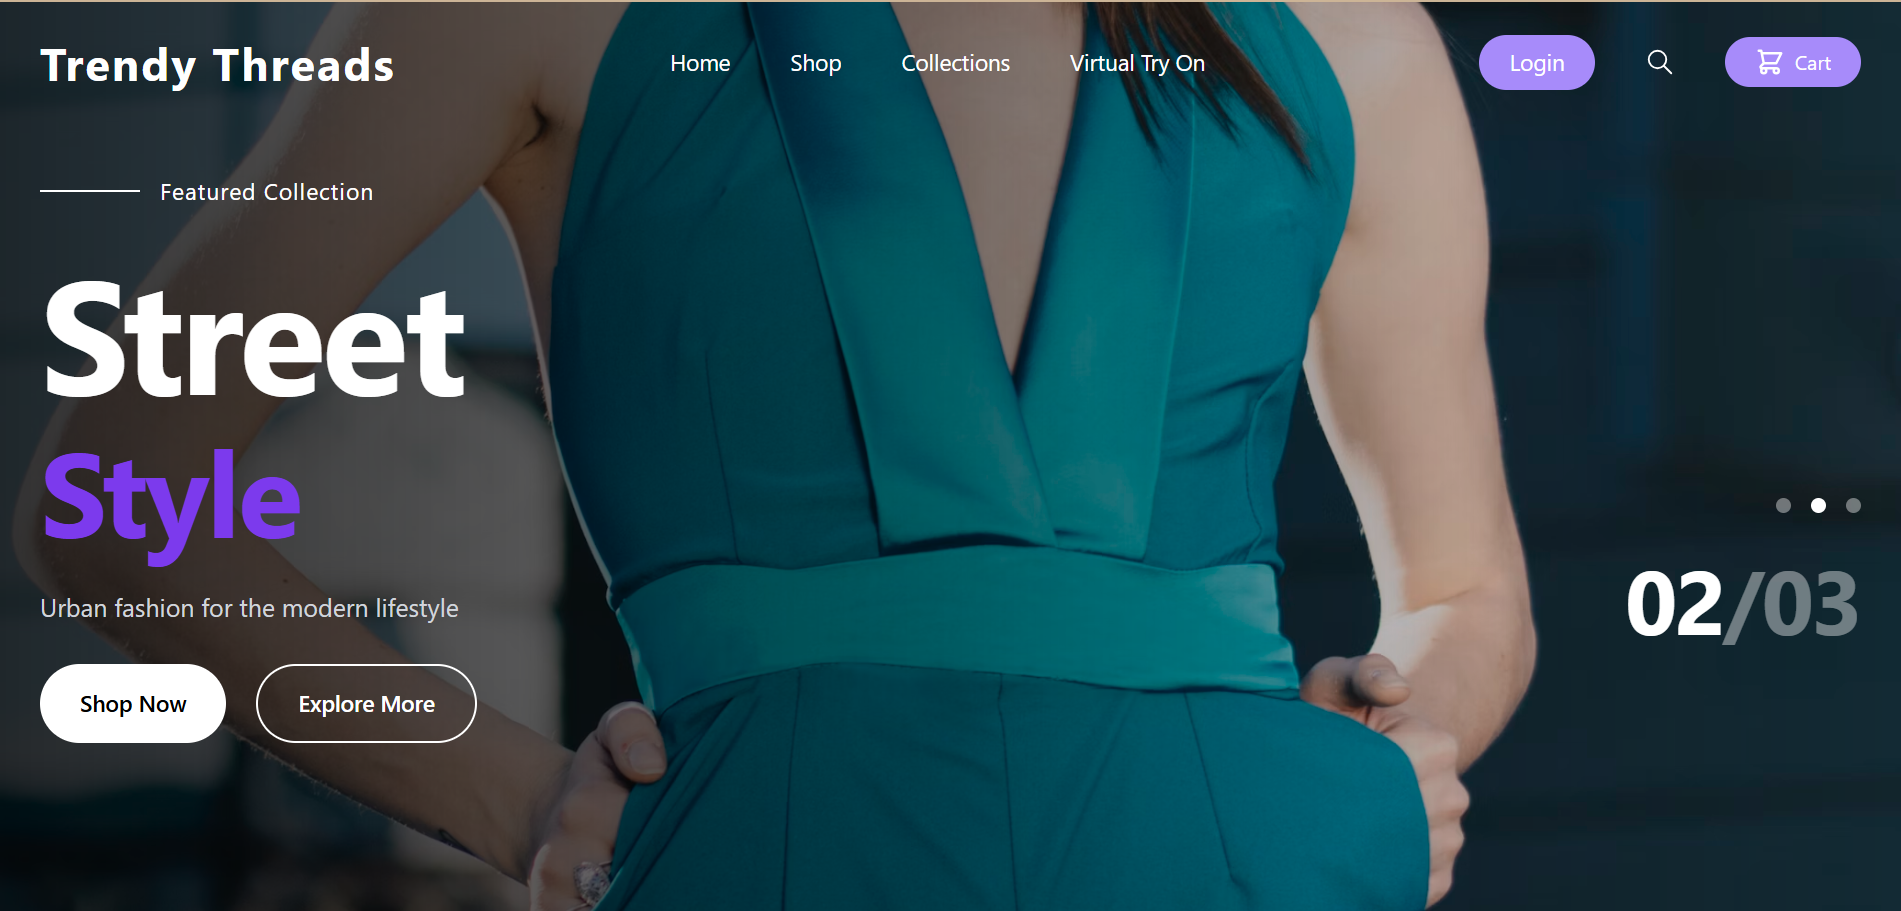 Trendy Threads
Home Shop Collections Virtual Try On
Login
Cart
Featured Collection
Street
Style
Urban fashion for the modern lifestyle
Shop Now
Explore More
02/03